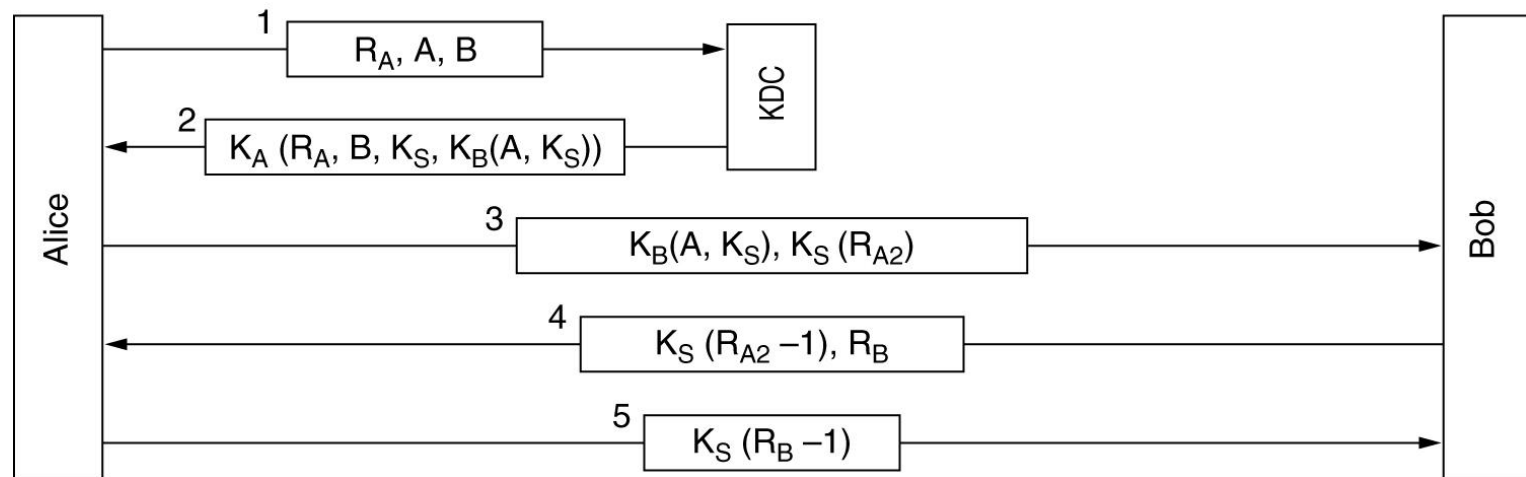 1
R_A, A, B
KDC
2
K_A (R_A, B, K_S, K_B(A, K_S))
Alice
3
K_B(A, K_S), K_S (R_A2)
Bob
4
K_S (R_A2 –1), R_B
5
K_S (R_B –1)